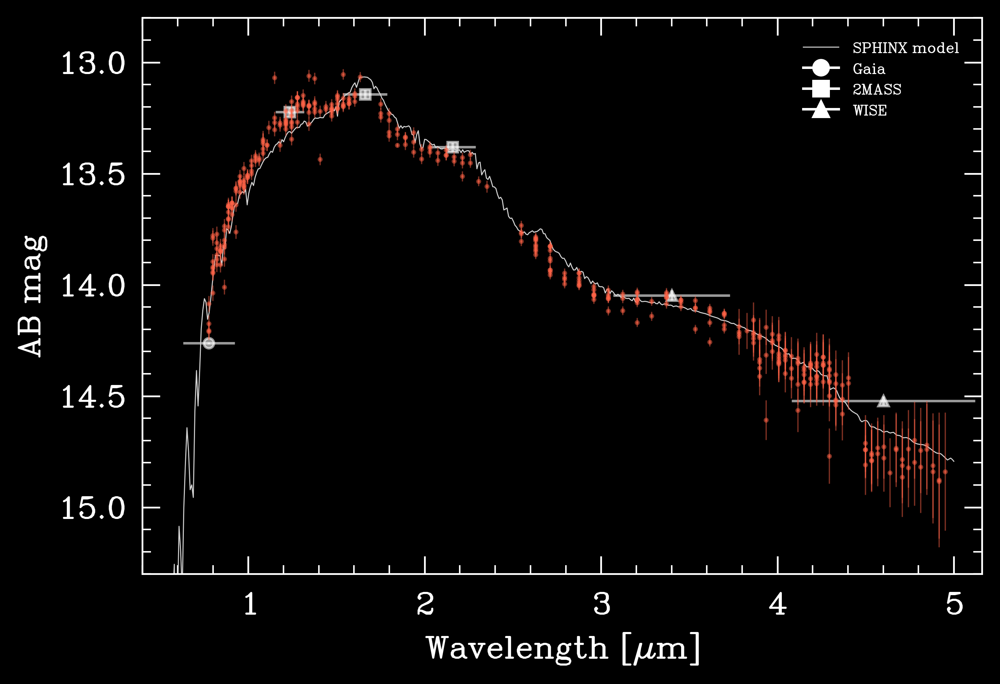 SPHINX model
Gaia
2MASS
WISE
13.0
13.5
14.0
14.5
15.0
AB mag
1 2 3 4 5
Wavelength [μm]